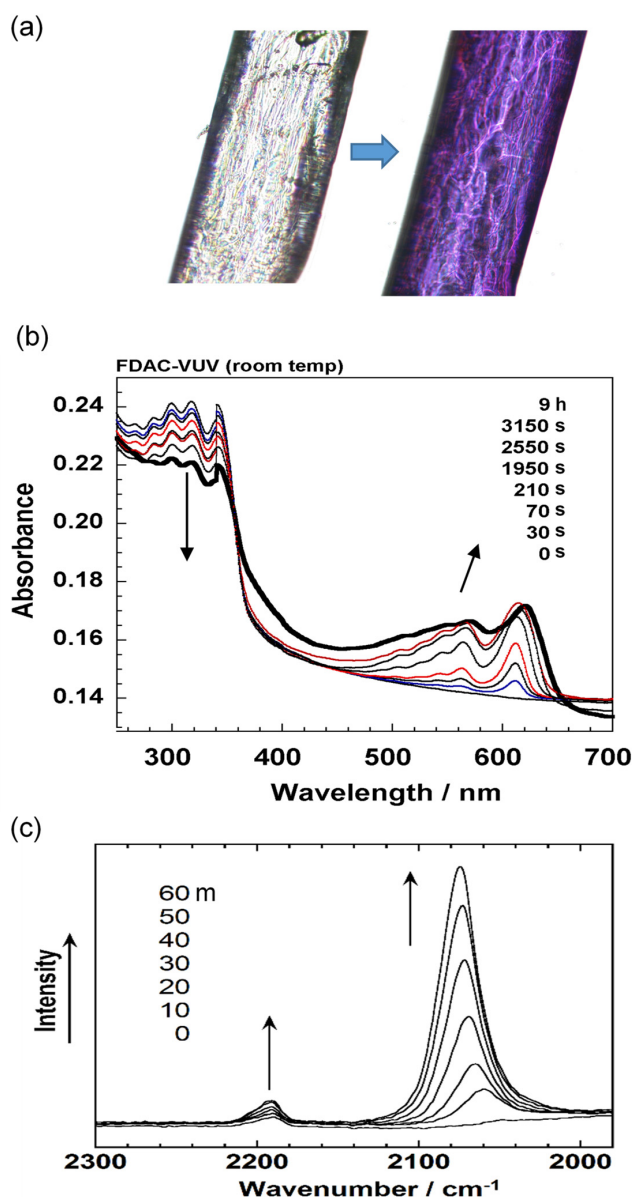 (a)
(b)
FDAC-VUV (room temp)
0.24
0.22
0.20
0.17
0.16
0.14
Absorbance
9 h
3150 s
2550 s
1950 s
210 s
70 s
30 s
0 s
300 400 500 600 700
Wavelength / nm
(c)
60 m
50
40
30
20
10
0
Intensity
2300 2200 2100 2000
Wavenumber / cm-1